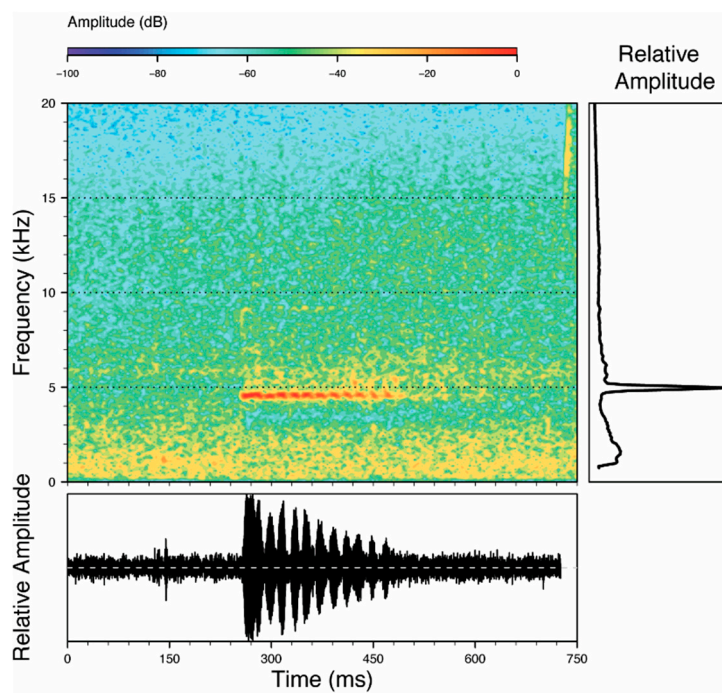 Amplitude (dB)
−100 −80 −60 −40 −20 0
Relative
Amplitude
20
15
10
5
0
Frequency (kHz)
Relative Amplitude
0 150 300 450 600 750
Time (ms)